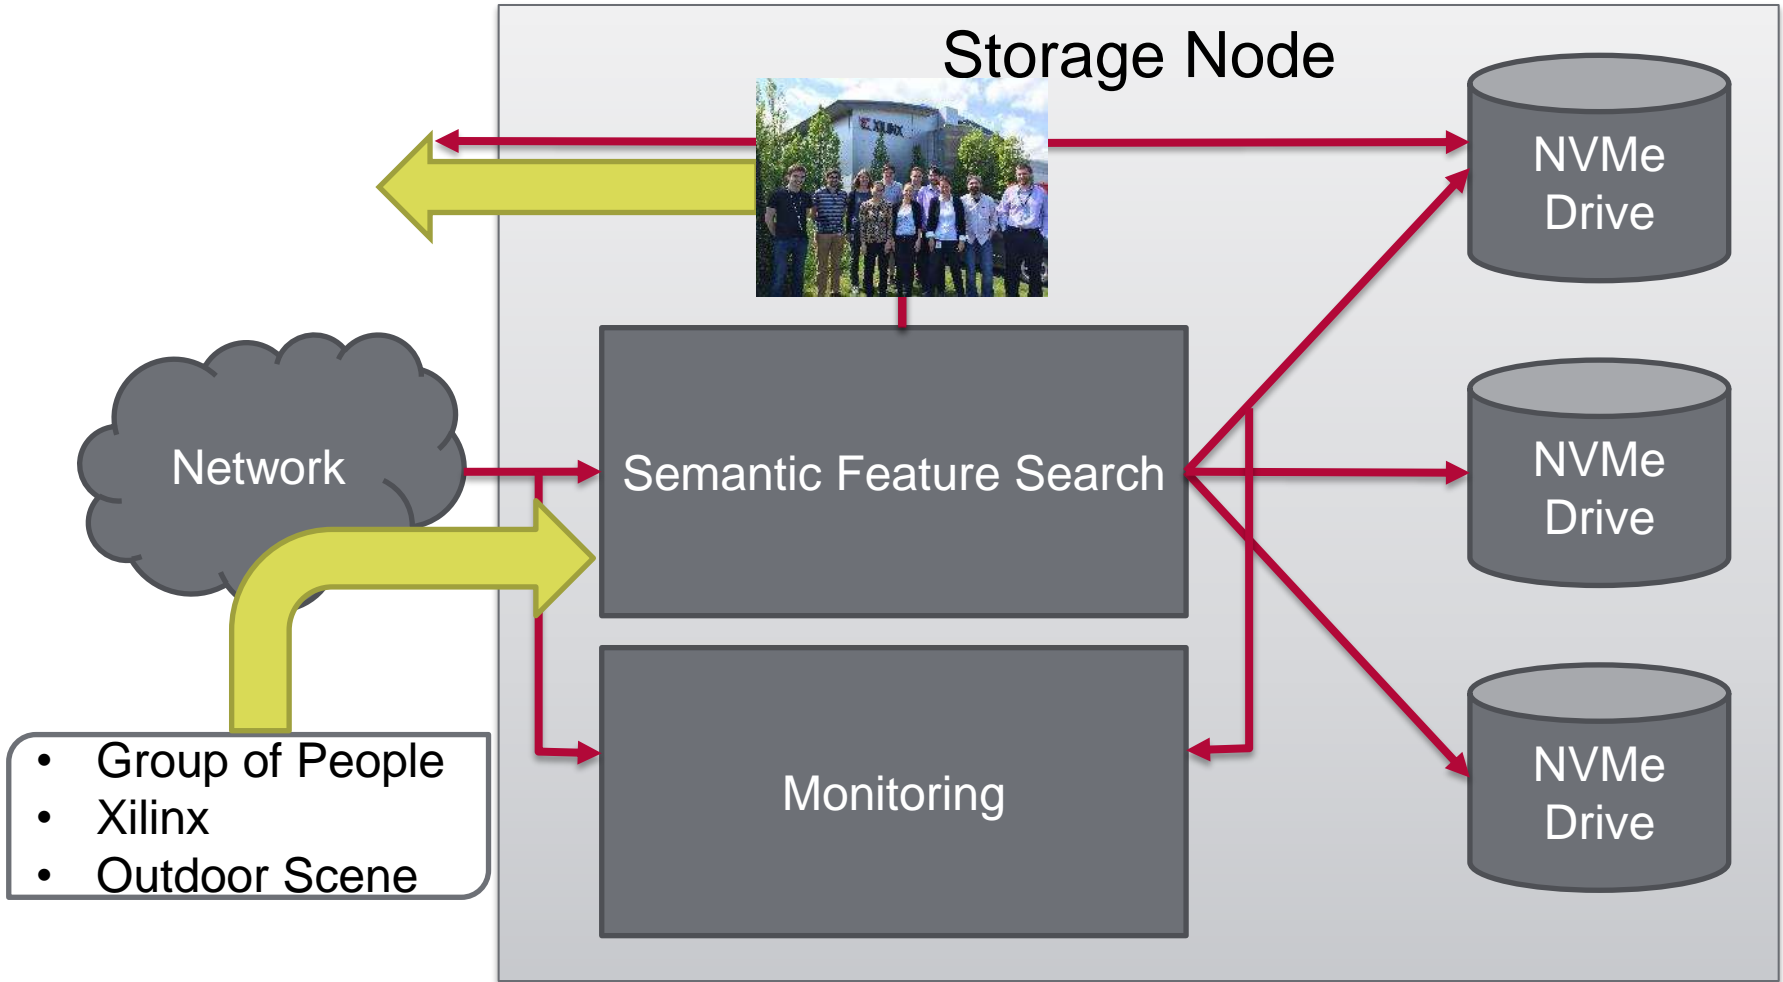 Storage Node
XILINX
NVMe
Drive
Network
Semantic Feature Search
NVMe
Drive
• Group of People
• Xilinx
• Outdoor Scene
Monitoring
NVMe
Drive